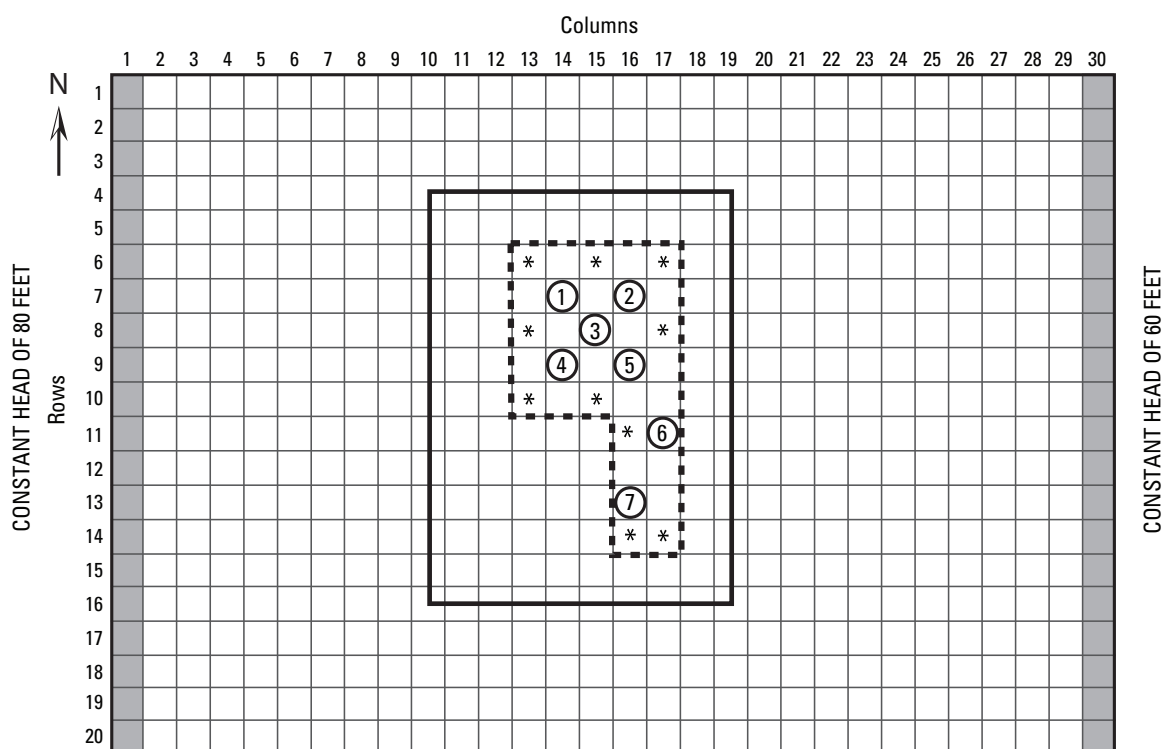 Columns
1 2 3 4 5 6 7 8 9 10 11 12 13 14 15 16 17 18 19 20 21 22 23 24 25 26 27 28 29 30
N
CONSTANT HEAD OF 80 FEET
Rows
1
2
3
4
5
6 * * *
7 1 2
8 * 3 *
9 4 5
10 * *
11 * 6
12
13 7
14 * *
15
16
17
18
19
20
CONSTANT HEAD OF 60 FEET